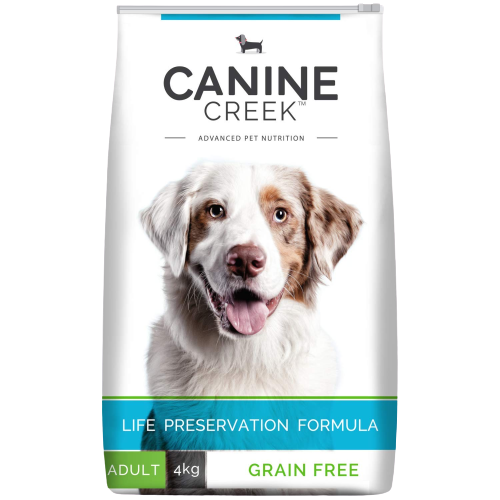 CANINE
CREEK™
ADVANCED PET NUTRITION
LIFE PRESERVATION FORMULA
ADULT 4kg GRAIN FREE